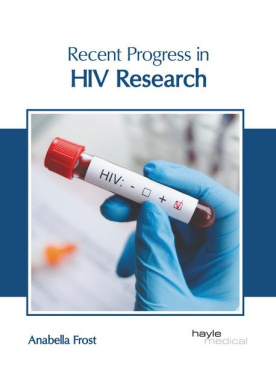 Recent Progress in
HIV Research
HIV: - □ + ☑
Anabella Frost
hayle
medical